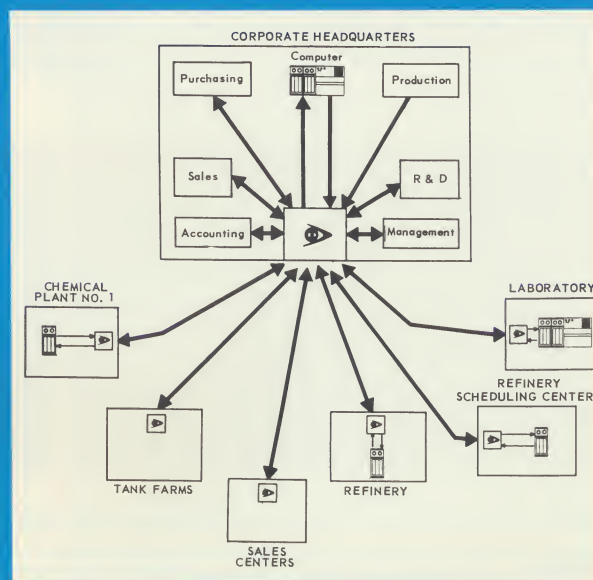 CORPORATE HEADQUARTERS
Computer
Purchasing
Production
Sales
R & D
Accounting
Management
CHEMICAL
PLANT NO. 1
LABORATORY
REFINERY
SCHEDULING CENTER
TANK FARMS
REFINERY
SALES
CENTERS